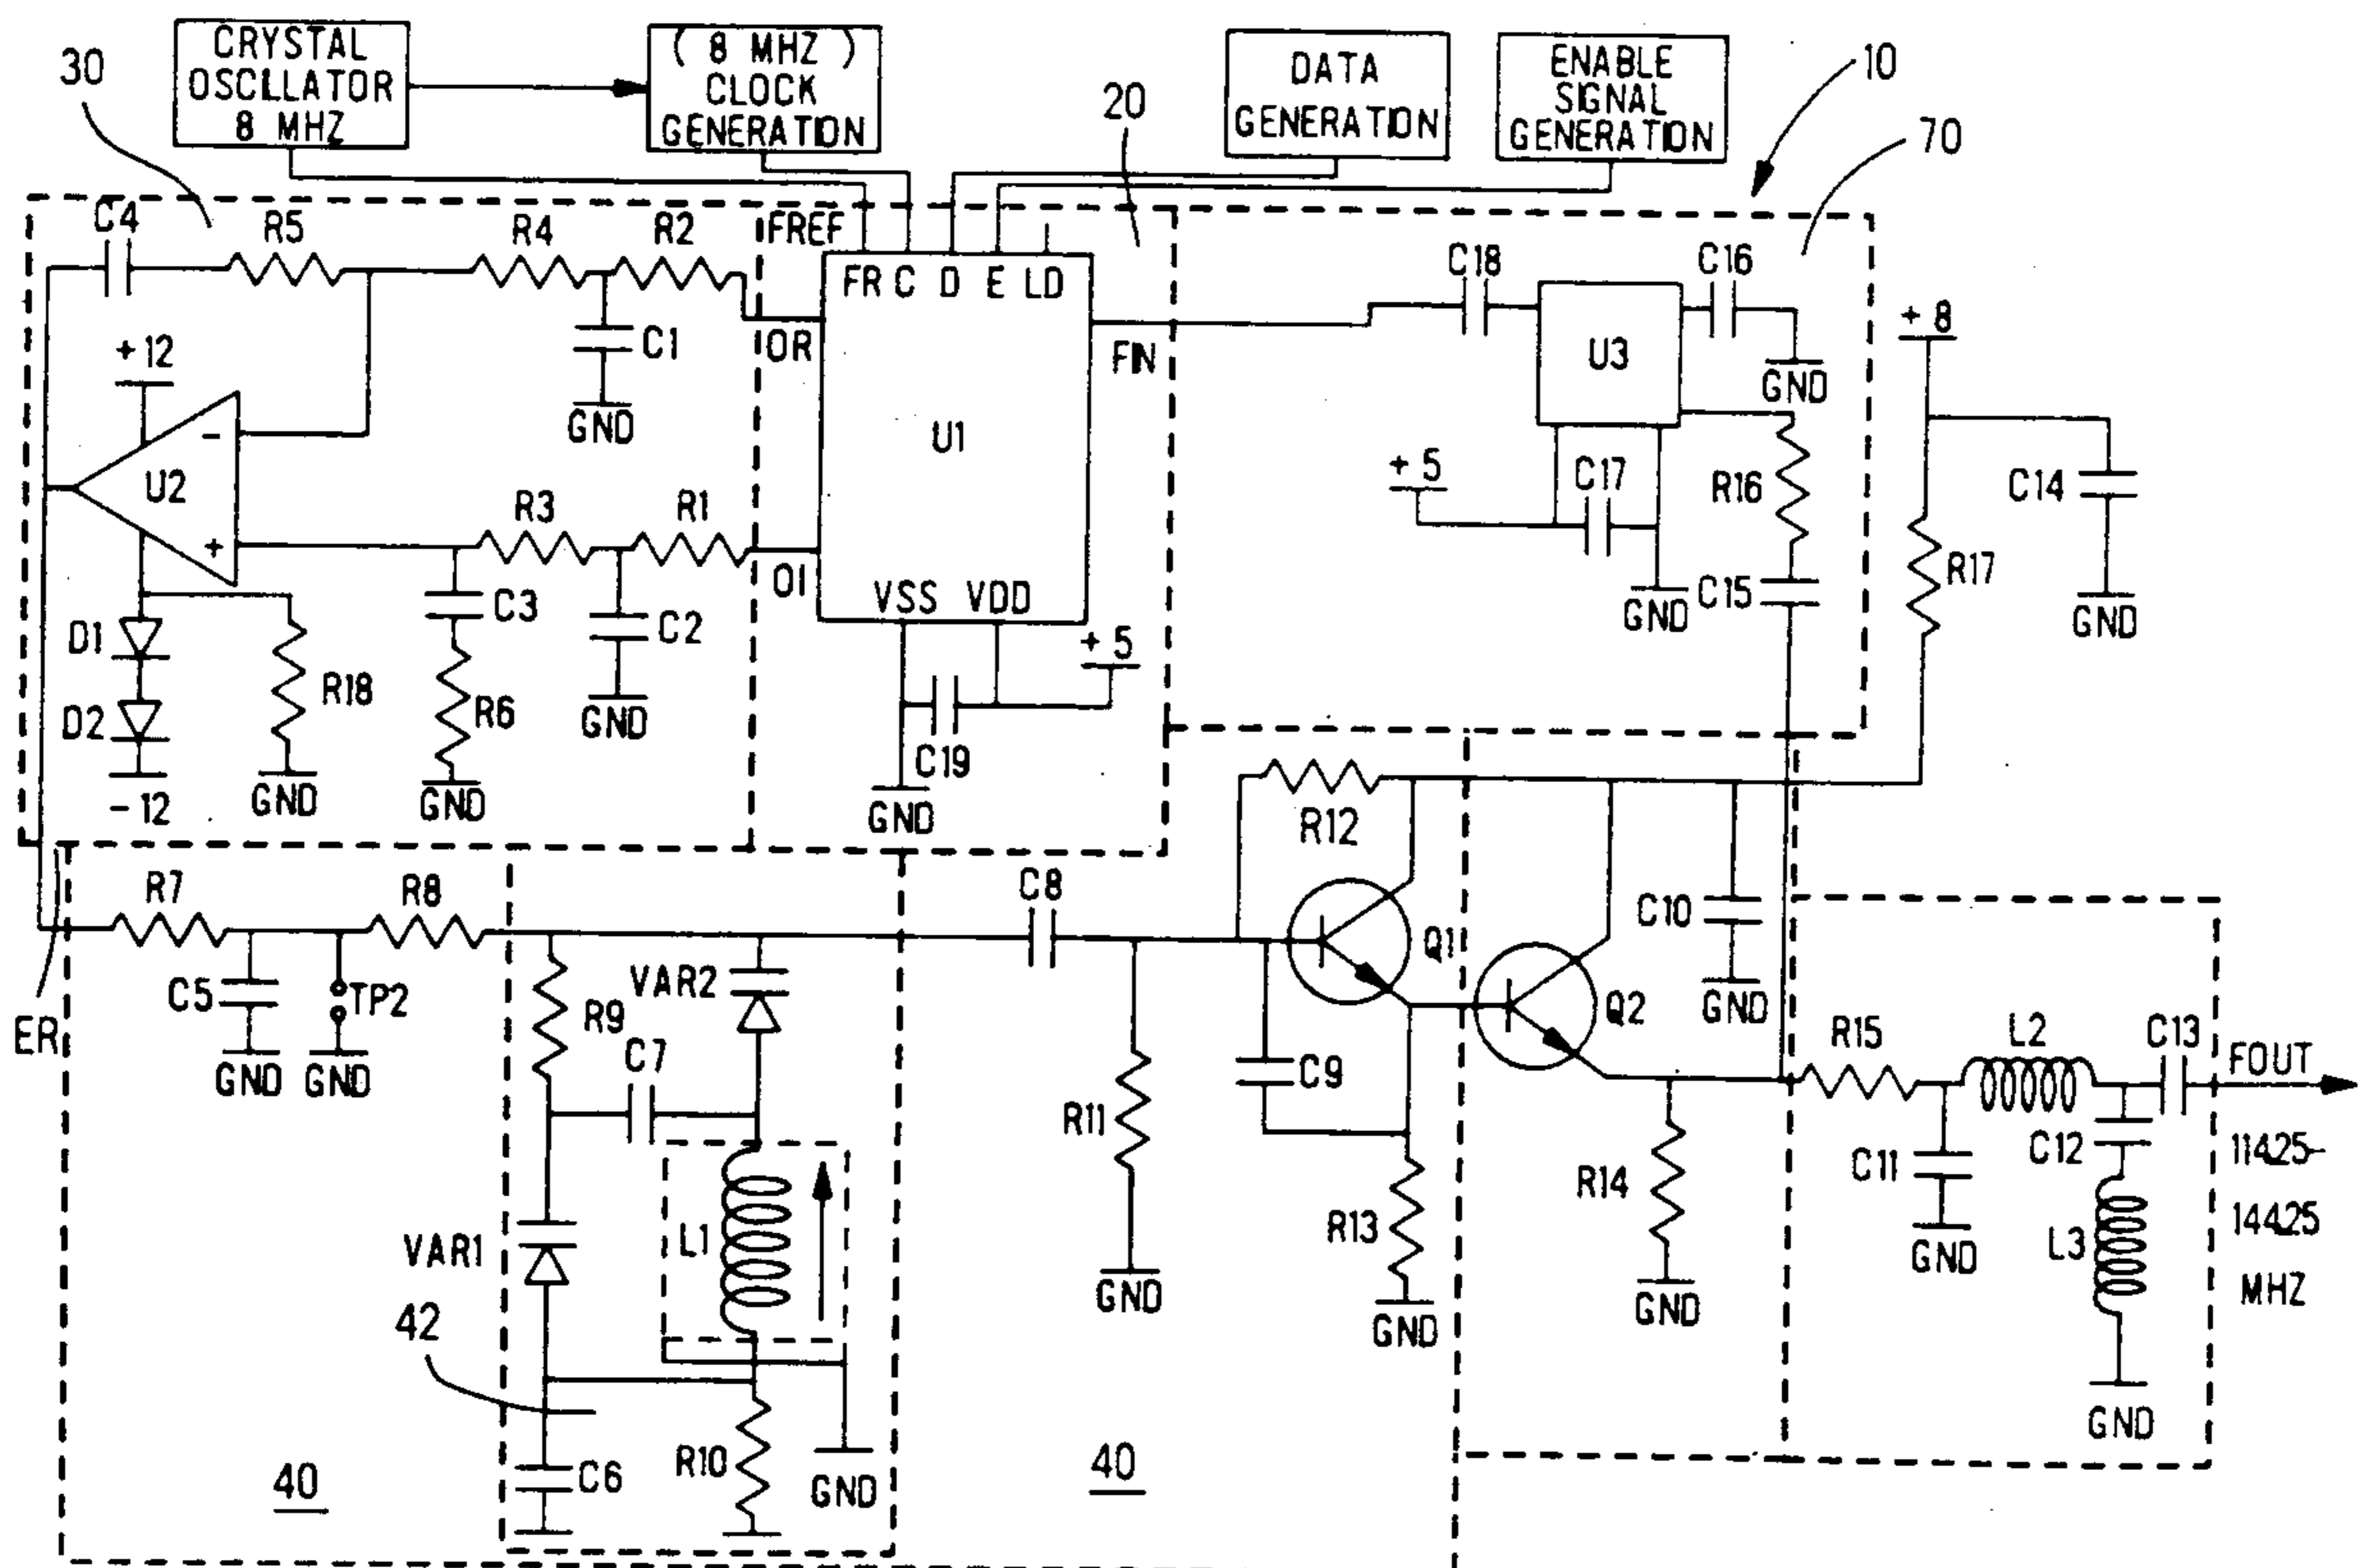 CRYSTAL
OSCILLATOR
8 MHZ
( 8 MHZ )
CLOCK
GENERATION
DATA
GENERATION
ENABLE
SIGNAL
GENERATION
10
30
20
70
C4
R5
R4
R2
FREF
FR C D E LD
C18
C16
+ 8
+12
C1
OR
FIN
U3
GND
GND
U1
-
U2
+
R3
R1
+ 5
C17
R16
C14
R17
OI
VSS VDD
C3
C2
GND
C15
GND
D1
R18
R6
GND
+ 5
D2
C19
-12
GND
GND
GND
R12
R7
R8
C8
C10
Q1
C5
TP2
VAR2
R9
GND
Q2
ER
GND
GND
C7
C9
R15
L2
C13
FOUT
R11
C11
C12
11425-
14425
MHZ
VAR1
L1
R13
R14
GND
L3
GND
GND
GND
42
GND
40
C6
R10
GND
40